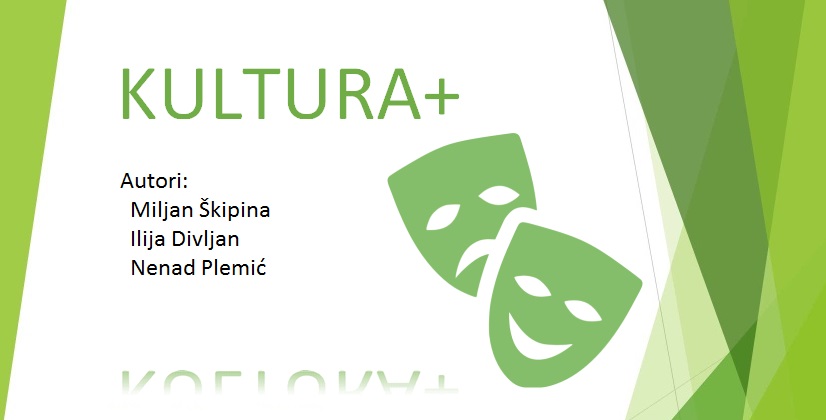 KULTURA+
Autori:
Miljan Škipina
Ilija Divljan
Nenad Plemić